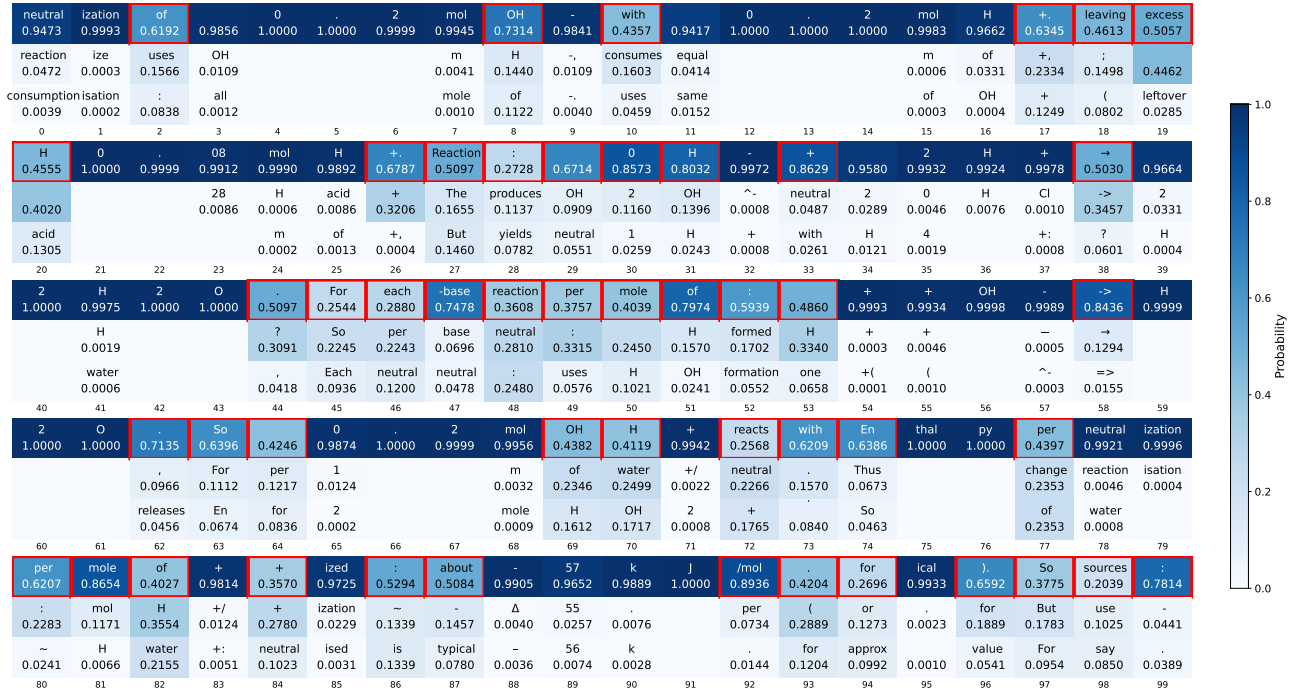 neutral ization of 0 . 2 mol OH - with 0 . 2 mol H +. leaving excess
0.9473 0.9993 0.6192 0.9856 1.0000 1.0000 0.9999 0.9945 0.7314 0.9841 0.4357 0.9417 1.0000 1.0000 1.0000 0.9983 0.9662 0.6345 0.4613 0.5057
reaction ize uses OH m H -, consumes equal m of +, ;
0.0472 0.0003 0.1566 0.0109 0.0041 0.1440 0.0109 0.1603 0.0414 0.0006 0.0331 0.2334 0.1498 0.4462
consumption isation : all mole of -. uses same of OH + ( leftover
0.0039 0.0002 0.0838 0.0012 0.0010 0.1122 0.0040 0.0459 0.0152 0.0003 0.0004 0.1249 0.0802 0.0285
0 1 2 3 4 5 6 7 8 9 10 11 12 13 14 15 16 17 18 19
H 0 . 08 mol H +. Reaction : 0 H - + 2 H + →
0.4555 1.0000 0.9999 0.9912 0.9990 0.9892 0.6787 0.5097 0.2728 0.6714 0.8573 0.8032 0.9972 0.8629 0.9580 0.9932 0.9924 0.9978 0.5030 0.9664
28 H acid + The produces OH 2 OH ^- neutral 2 0 H Cl -> 2
0.4020 0.0086 0.0006 0.0086 0.3206 0.1655 0.1137 0.0909 0.1160 0.1396 0.0008 0.0487 0.0289 0.0046 0.0076 0.0010 0.3457 0.0331
acid m of +, But yields neutral 1 H + with H 4 +: ? H
0.1305 0.0002 0.0013 0.0004 0.1460 0.0782 0.0551 0.0259 0.0243 0.0008 0.0261 0.0121 0.0019 0.0008 0.0601 0.0004
20 21 22 23 24 25 26 27 28 29 30 31 32 33 34 35 36 37 38 39
2 H 2 O . For each -base reaction per mole of : + + OH - -> H
1.0000 0.9975 1.0000 1.0000 0.5097 0.2544 0.2880 0.7478 0.3608 0.3757 0.4039 0.7974 0.5939 0.4860 0.9993 0.9934 0.9998 0.9989 0.8436 0.9999
H ? So per base neutral : H formed H + + − →
0.0019 0.3091 0.2245 0.2243 0.0696 0.2810 0.3315 0.2450 0.1570 0.1702 0.3340 0.0003 0.0046 0.0005 0.1294
water , Each neutral neutral : uses H OH formation one +( ( ^- =>
0.0006 0.0418 0.0936 0.1200 0.0478 0.2480 0.0576 0.1021 0.0241 0.0552 0.0658 0.0001 0.0010 0.0003 0.0155
40 41 42 43 44 45 46 47 48 49 50 51 52 53 54 55 56 57 58 59
2 O . So 0 . 2 mol OH H + reacts with En thal py per neutral ization
1.0000 1.0000 0.7135 0.6396 0.4246 0.9874 1.0000 0.9999 0.9956 0.4382 0.4119 0.9942 0.2568 0.6209 0.6386 1.0000 1.0000 0.4397 0.9921 0.9996
, For per 1 m of water +/ neutral . Thus change reaction isation
0.0966 0.1112 0.1217 0.0124 0.0032 0.2346 0.2499 0.0022 0.2266 0.1570 0.0673 0.2353 0.0046 0.0004
releases En for 2 mole H OH 2 + . So of water
0.0456 0.0674 0.0836 0.0002 0.0009 0.1612 0.1717 0.0008 0.1765 0.0840 0.0463 0.2353 0.0008
60 61 62 63 64 65 66 67 68 69 70 71 72 73 74 75 76 77 78 79
per mole of + + ized : about - 57 k J /mol . for ical ). So sources :
0.6207 0.8654 0.4027 0.9814 0.3570 0.9725 0.5294 0.5084 0.9905 0.9652 0.9889 1.0000 0.8936 0.4204 0.2696 0.9933 0.6592 0.3775 0.2039 0.7814
: mol H +/ + ization ~ - Δ 55 . per ( or . for But use -
0.2283 0.1171 0.3554 0.0124 0.2780 0.0229 0.1339 0.1457 0.0040 0.0257 0.0076 0.0734 0.2889 0.1273 0.0023 0.1889 0.1783 0.1025 0.0441
~ H water +: neutral ised is typical – 56 k . for approx value For say .
0.0241 0.0066 0.2155 0.0051 0.1023 0.0031 0.1339 0.0780 0.0036 0.0074 0.0028 0.0144 0.1204 0.0992 0.0010 0.0541 0.0954 0.0850 0.0389
80 81 82 83 84 85 86 87 88 89 90 91 92 93 94 95 96 97 98 99
1.0
0.8
0.6
0.4
0.2
0.0
Probability